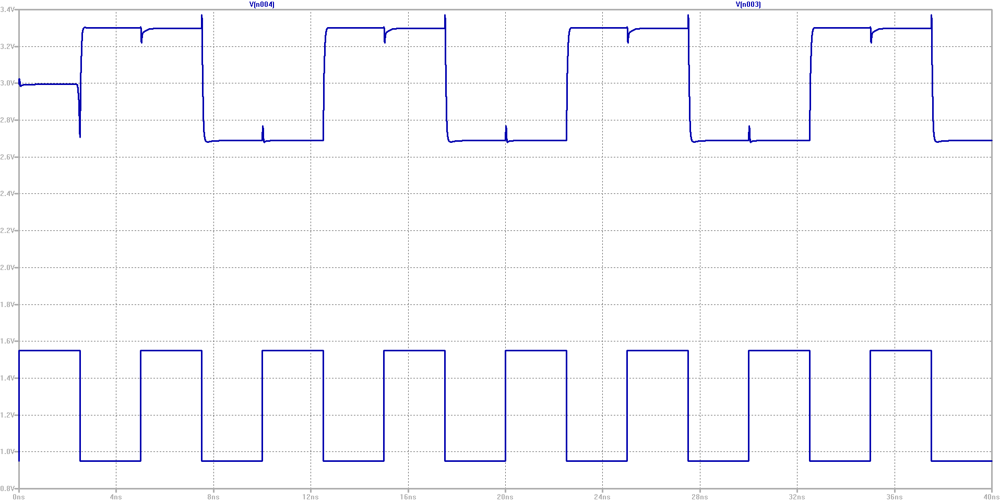 V(n004) V(n003)
3.4V
3.2V
3.0V
2.8V
2.6V
2.4V
2.2V
2.0V
1.8V
1.6V
1.4V
1.2V
1.0V
0.8V
0ns 4ns 8ns 12ns 16ns 20ns 24ns 28ns 32ns 36ns 40ns